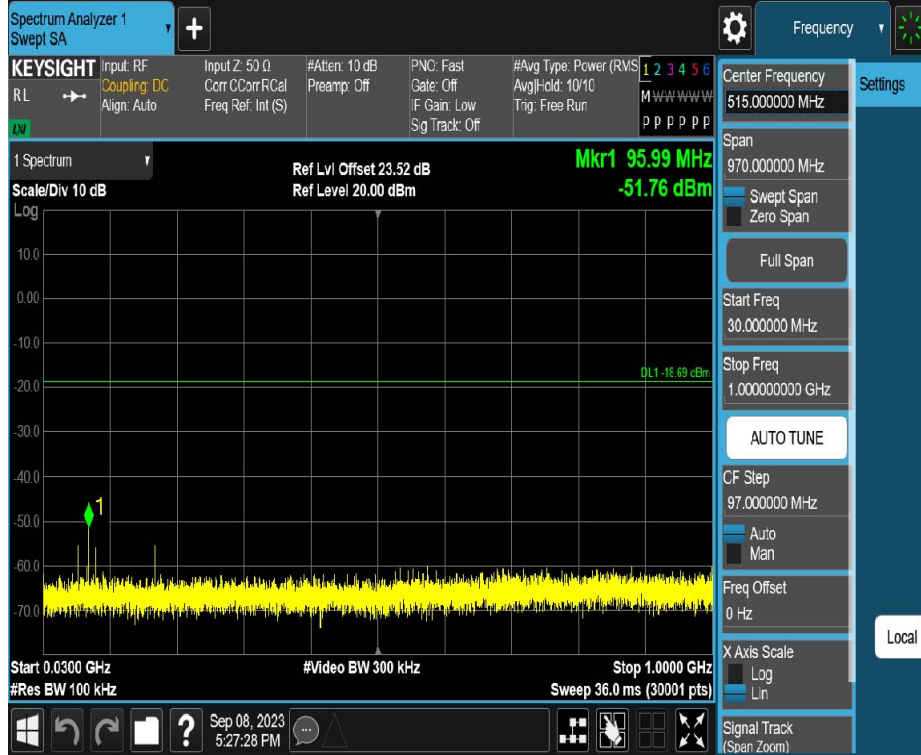 Spectrum Analyzer 1
Swept SA
+
Frequency
KEYSIGHT
RL
LXI
Input: RF
Coupling: DC
Align: Auto
Input Z: 50 Ω
Corr CCorr RCal
Freq Ref: Int (S)
#Atten: 10 dB
Preamp: Off
PNO: Fast
Gate: Off
IF Gain: Low
Sig Track: Off
#Avg Type: Power (RMS
Avg|Hold: 10/10
Trig: Free Run
1 2 3 4 5 6
M W W W W W
P P P P P P
1 Spectrum
Scale/Div 10 dB
Log
Ref Lvl Offset 23.52 dB
Ref Level 20.00 dBm
Mkr1 95.99 MHz
-51.76 dBm
10.0
0.00
-10.0
-20.0
-30.0
-40.0
-50.0
-60.0
-70.0
DL1 -18.69 dBm
1
Start 0.0300 GHz
#Res BW 100 kHz
#Video BW 300 kHz
Stop 1.0000 GHz
Sweep 36.0 ms (30001 pts)
?
Sep 08, 2023
5:27:28 PM
Center Frequency
515.000000 MHz
Span
970.000000 MHz
Swept Span
Zero Span
Full Span
Start Freq
30.000000 MHz
Stop Freq
1.000000000 GHz
AUTO TUNE
CF Step
97.000000 MHz
Auto
Man
Freq Offset
0 Hz
X Axis Scale
Log
Lin
Signal Track
(Span Zoom)
Settings
Local